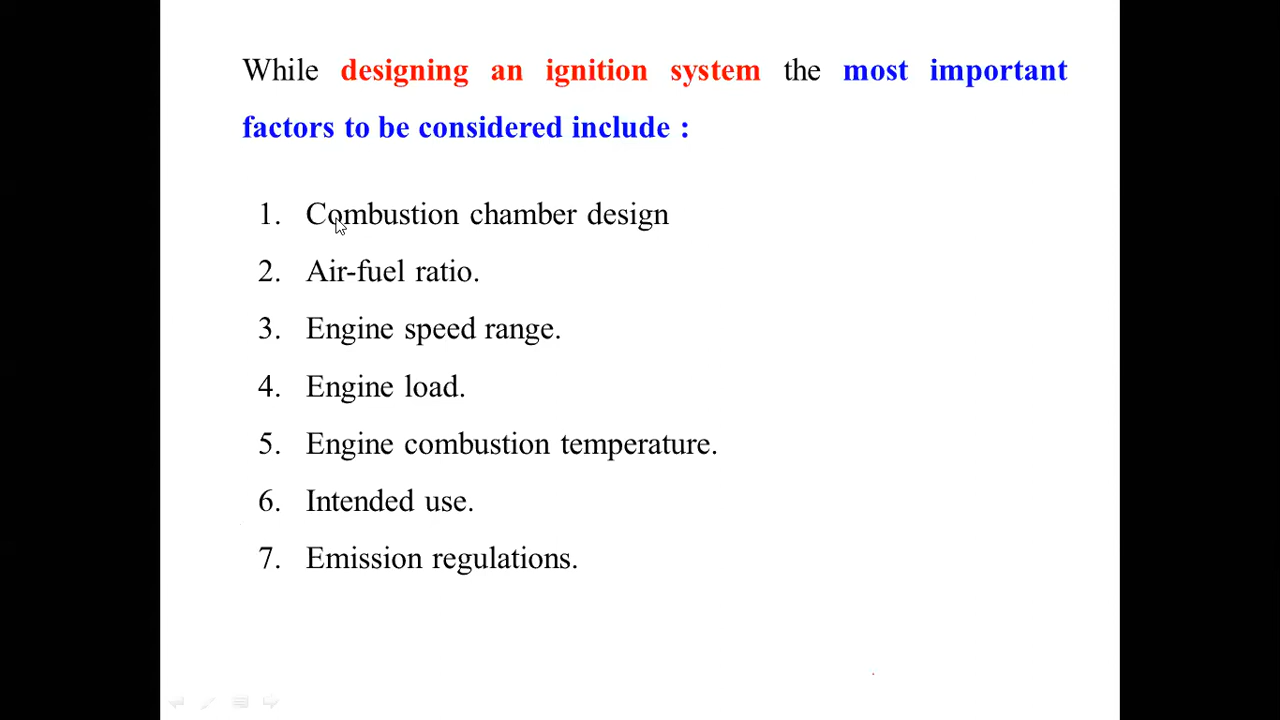 While designing an ignition system the most important
factors to be considered include :
1. Combustion chamber design
2. Air-fuel ratio.
3. Engine speed range.
4. Engine load.
5. Engine combustion temperature.
6. Intended use.
7. Emission regulations.